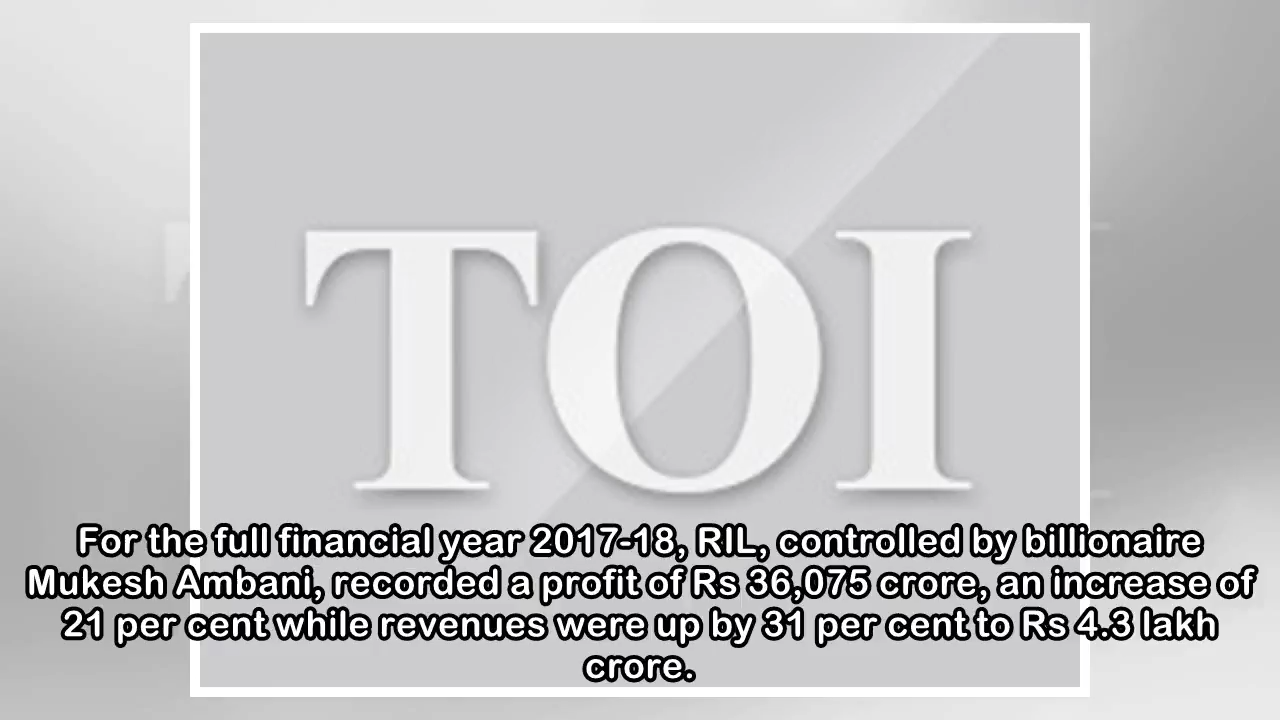 TOI
For the full financial year 2017-18, RIL, controlled by billionaire
Mukesh Ambani, recorded a profit of Rs 36,075 crore, an increase of
21 per cent while revenues were up by 31 per cent to Rs 4.3 lakh
crore.